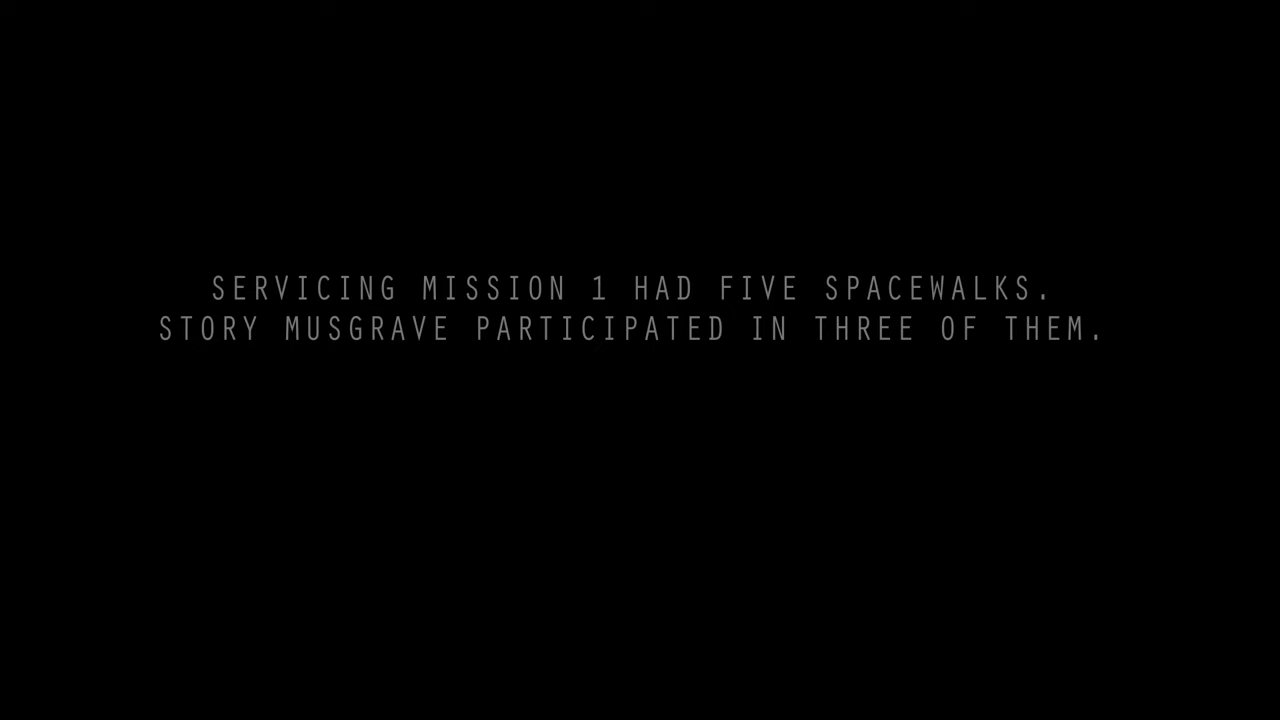 SERVICING MISSION 1 HAD FIVE SPACEWALKS.
STORY MUSGRAVE PARTICIPATED IN THREE OF THEM.